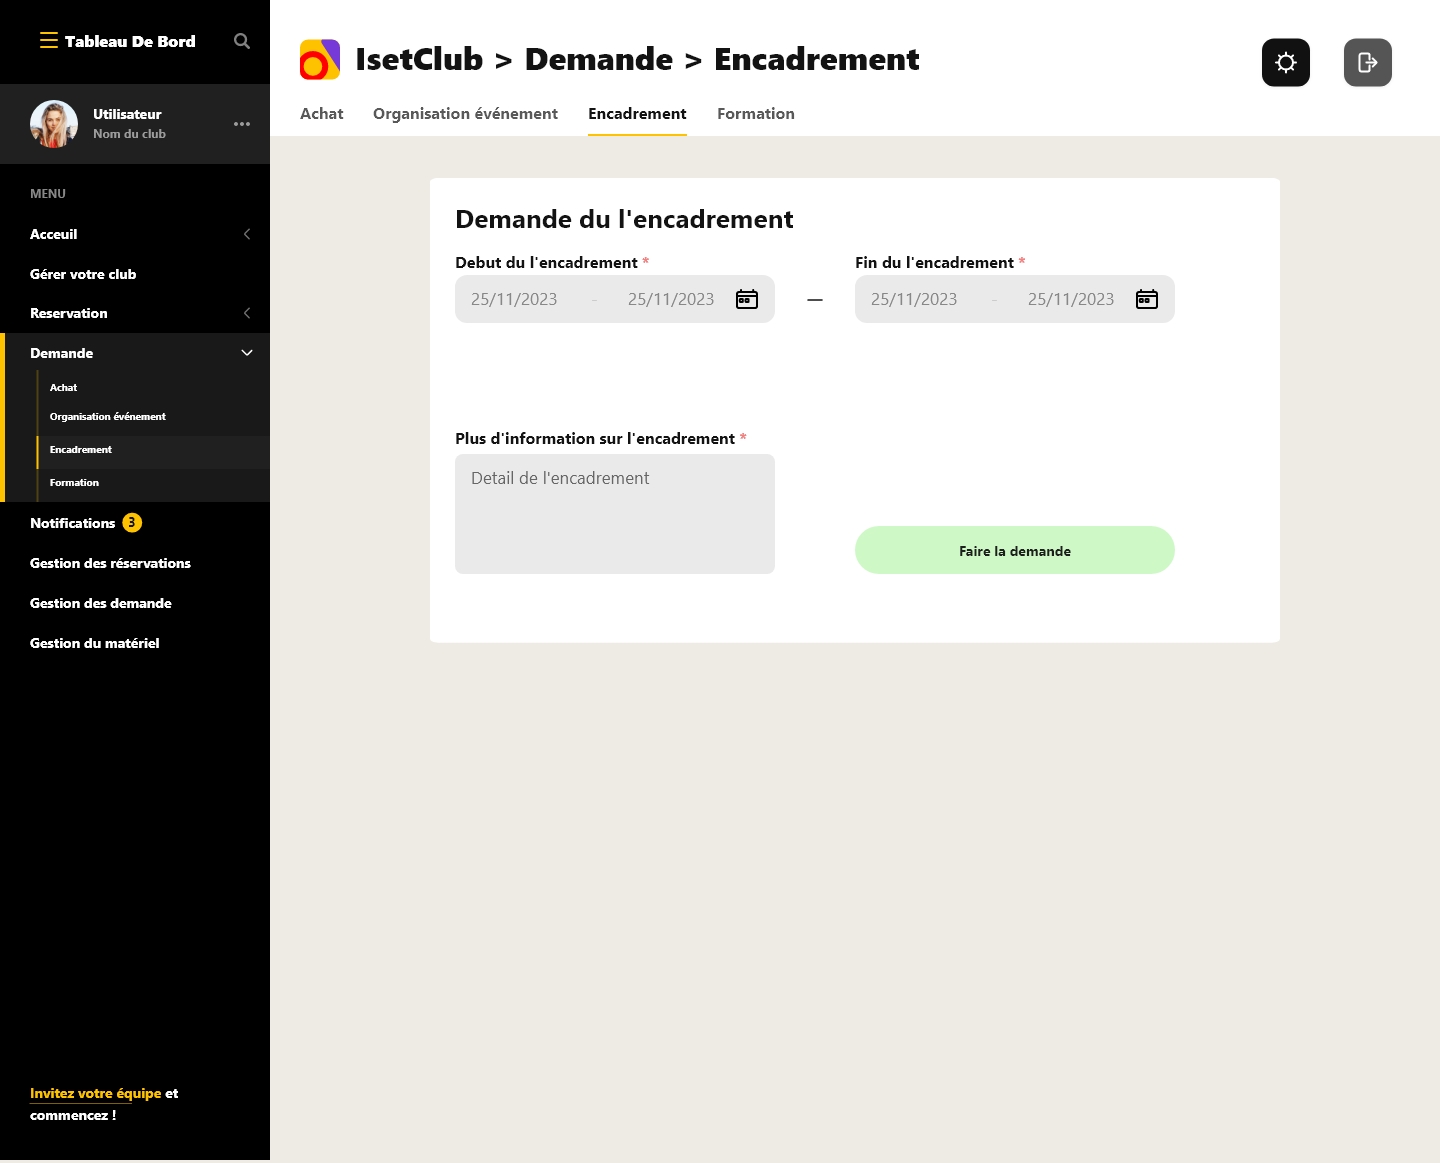 Tableau De Bord
Utilisateur
Nom du club
MENU
Acceuil
Gérer votre club
Reservation
Demande
Achat
Organisation événement
Encadrement
Formation
Notifications 3
Gestion des réservations
Gestion des demande
Gestion du matériel
Invitez votre équipe et
commencez !
IsetClub > Demande > Encadrement
Achat Organisation événement Encadrement Formation
Demande du l'encadrement
Debut du l'encadrement * Fin du l'encadrement *
25/11/2023 - 25/11/2023 — 25/11/2023 - 25/11/2023
Plus d'information sur l'encadrement *
Detail de l'encadrement
Faire la demande